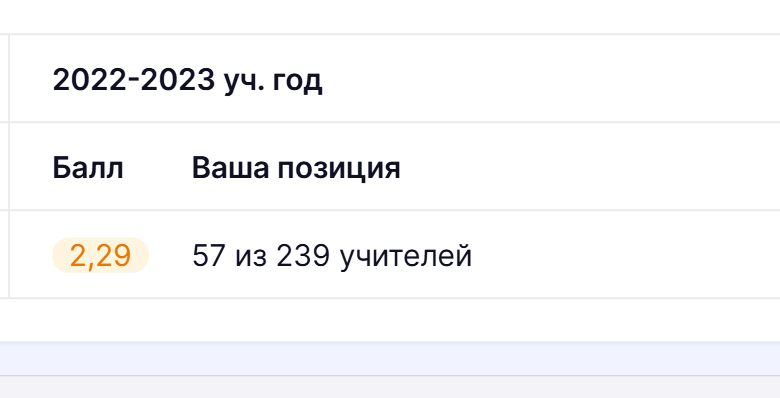 2022-2023 уч. год
Балл Ваша позиция
2,29 57 из 239 учителей